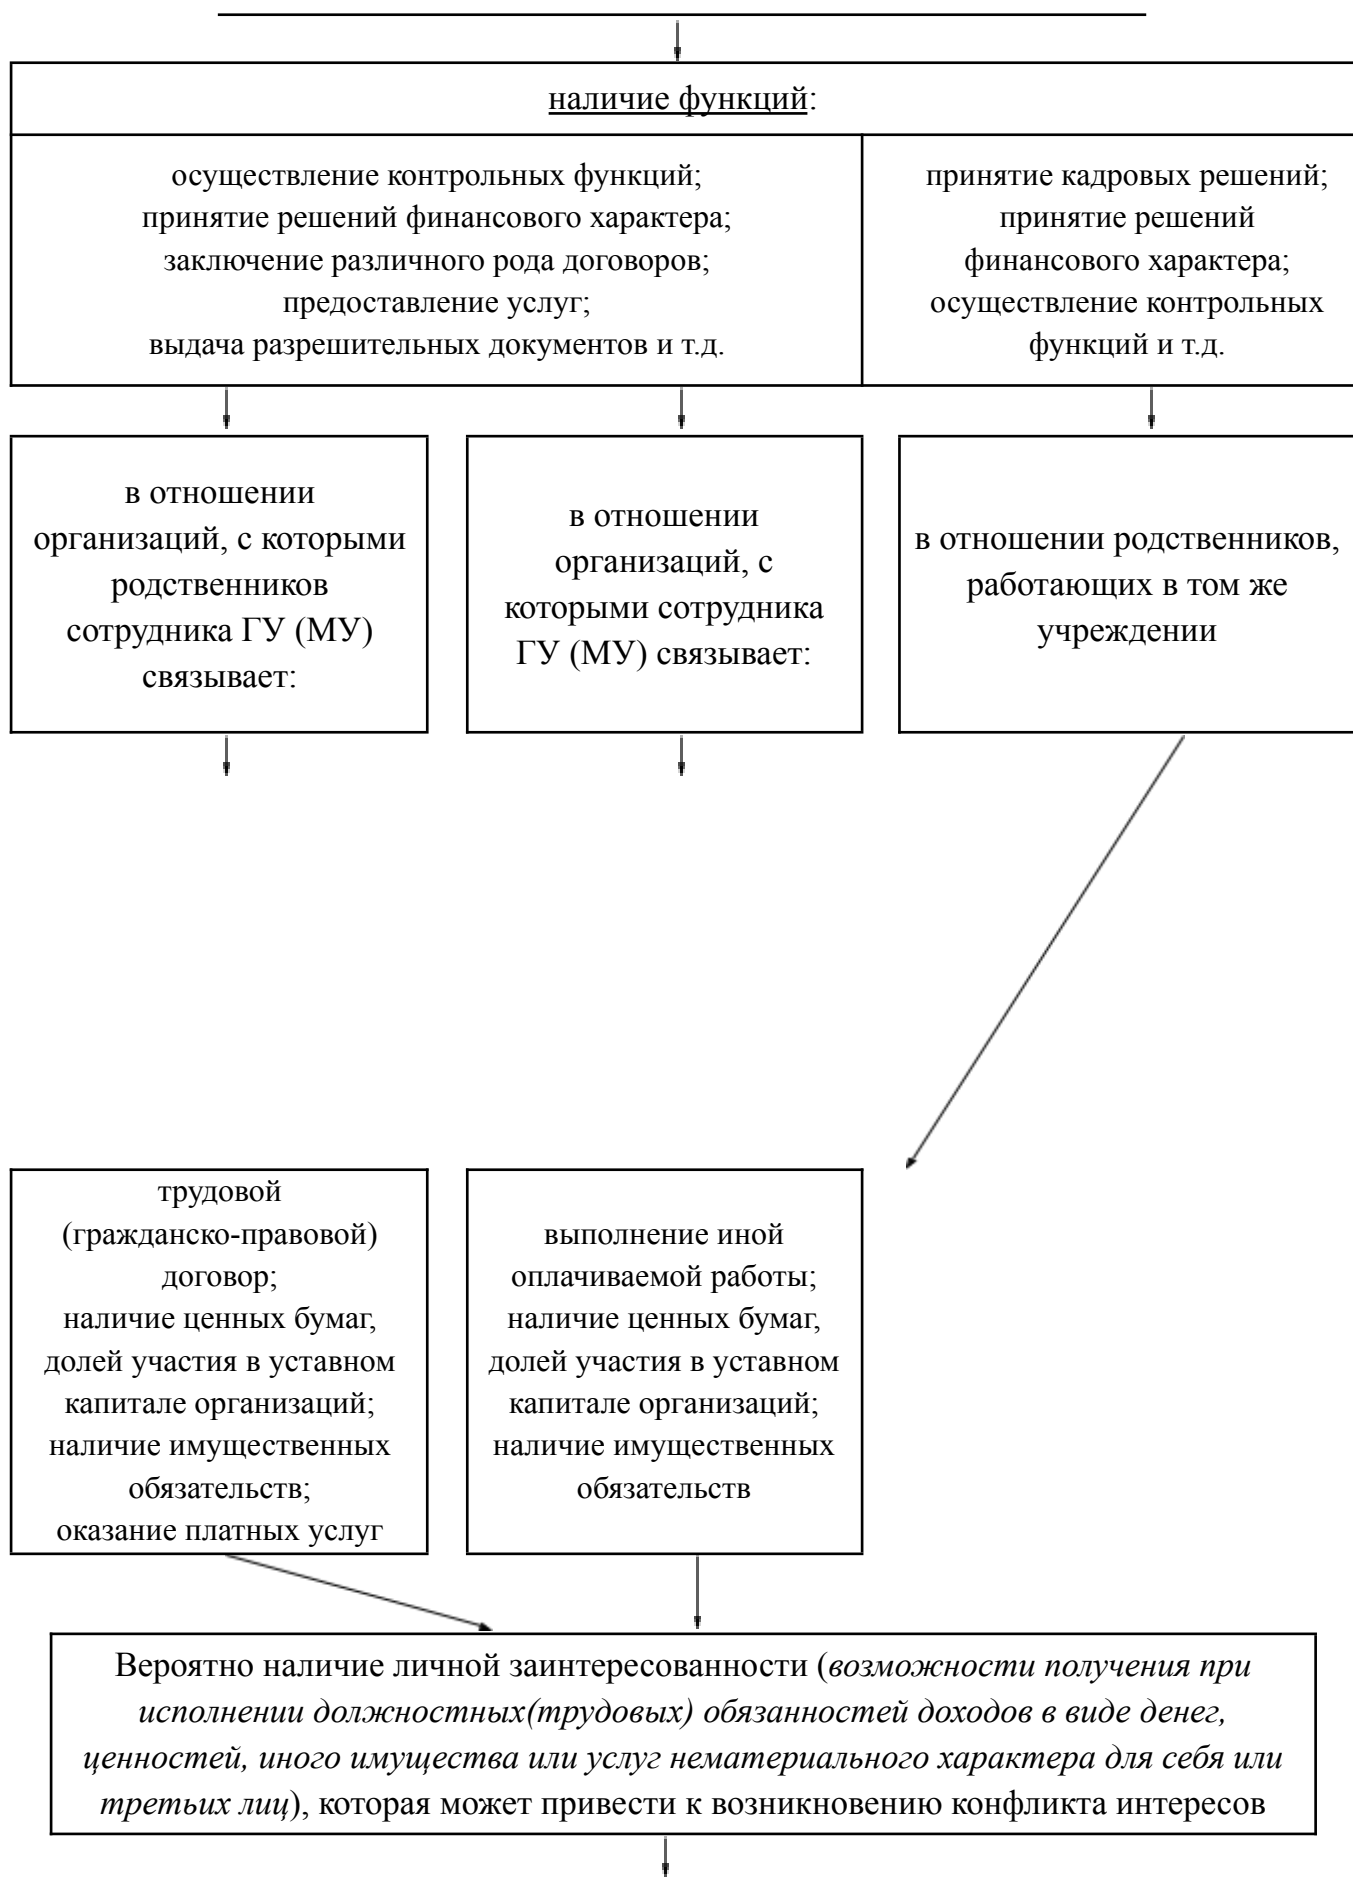 наличие функций:
осуществление контрольных функций;
принятие решений финансового характера;
заключение различного рода договоров;
предоставление услуг;
выдача разрешительных документов и т.д.
принятие кадровых решений;
принятие решений
финансового характера;
осуществление контрольных
функций и т.д.
в отношении
организаций, с которыми
родственников
сотрудника ГУ (МУ)
связывает:
в отношении
организаций, с
которыми сотрудника
ГУ (МУ) связывает:
в отношении родственников,
работающих в том же
учреждении
трудовой
(гражданско-правовой)
договор;
наличие ценных бумаг,
долей участия в уставном
капитале организаций;
наличие имущественных
обязательств;
оказание платных услуг
выполнение иной
оплачиваемой работы;
наличие ценных бумаг,
долей участия в уставном
капитале организаций;
наличие имущественных
обязательств
Вероятно наличие личной заинтересованности (возможности получения при
исполнении должностных(трудовых) обязанностей доходов в виде денег,
ценностей, иного имущества или услуг нематериального характера для себя или
третьих лиц), которая может привести к возникновению конфликта интересов